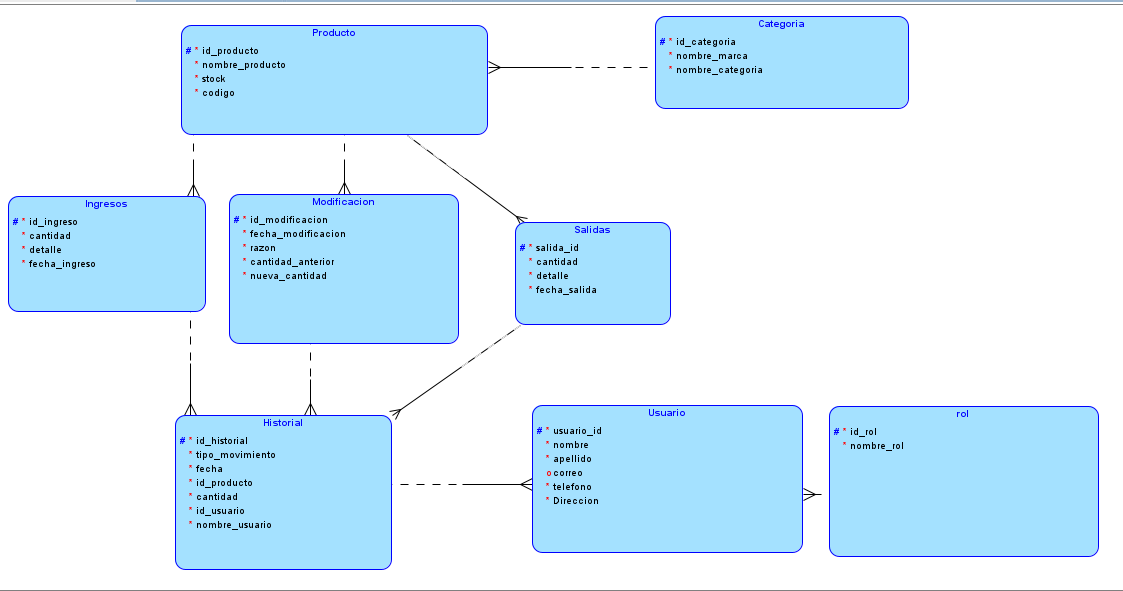 Producto
# * id_producto
* nombre_producto
* stock
* codigo
Categoria
# * id_categoria
* nombre_marca
* nombre_categoria
Ingresos
# * id_ingreso
* cantidad
* detalle
* fecha_ingreso
Modificacion
# * id_modificacion
* fecha_modificacion
* razon
* cantidad_anterior
* nueva_cantidad
Salidas
# * salida_id
* cantidad
* detalle
* fecha_salida
Historial
# * id_historial
* tipo_movimiento
* fecha
* id_producto
* cantidad
* id_usuario
* nombre_usuario
Usuario
# * usuario_id
* nombre
* apellido
o correo
* telefono
* Direccion
rol
# * id_rol
* nombre_rol